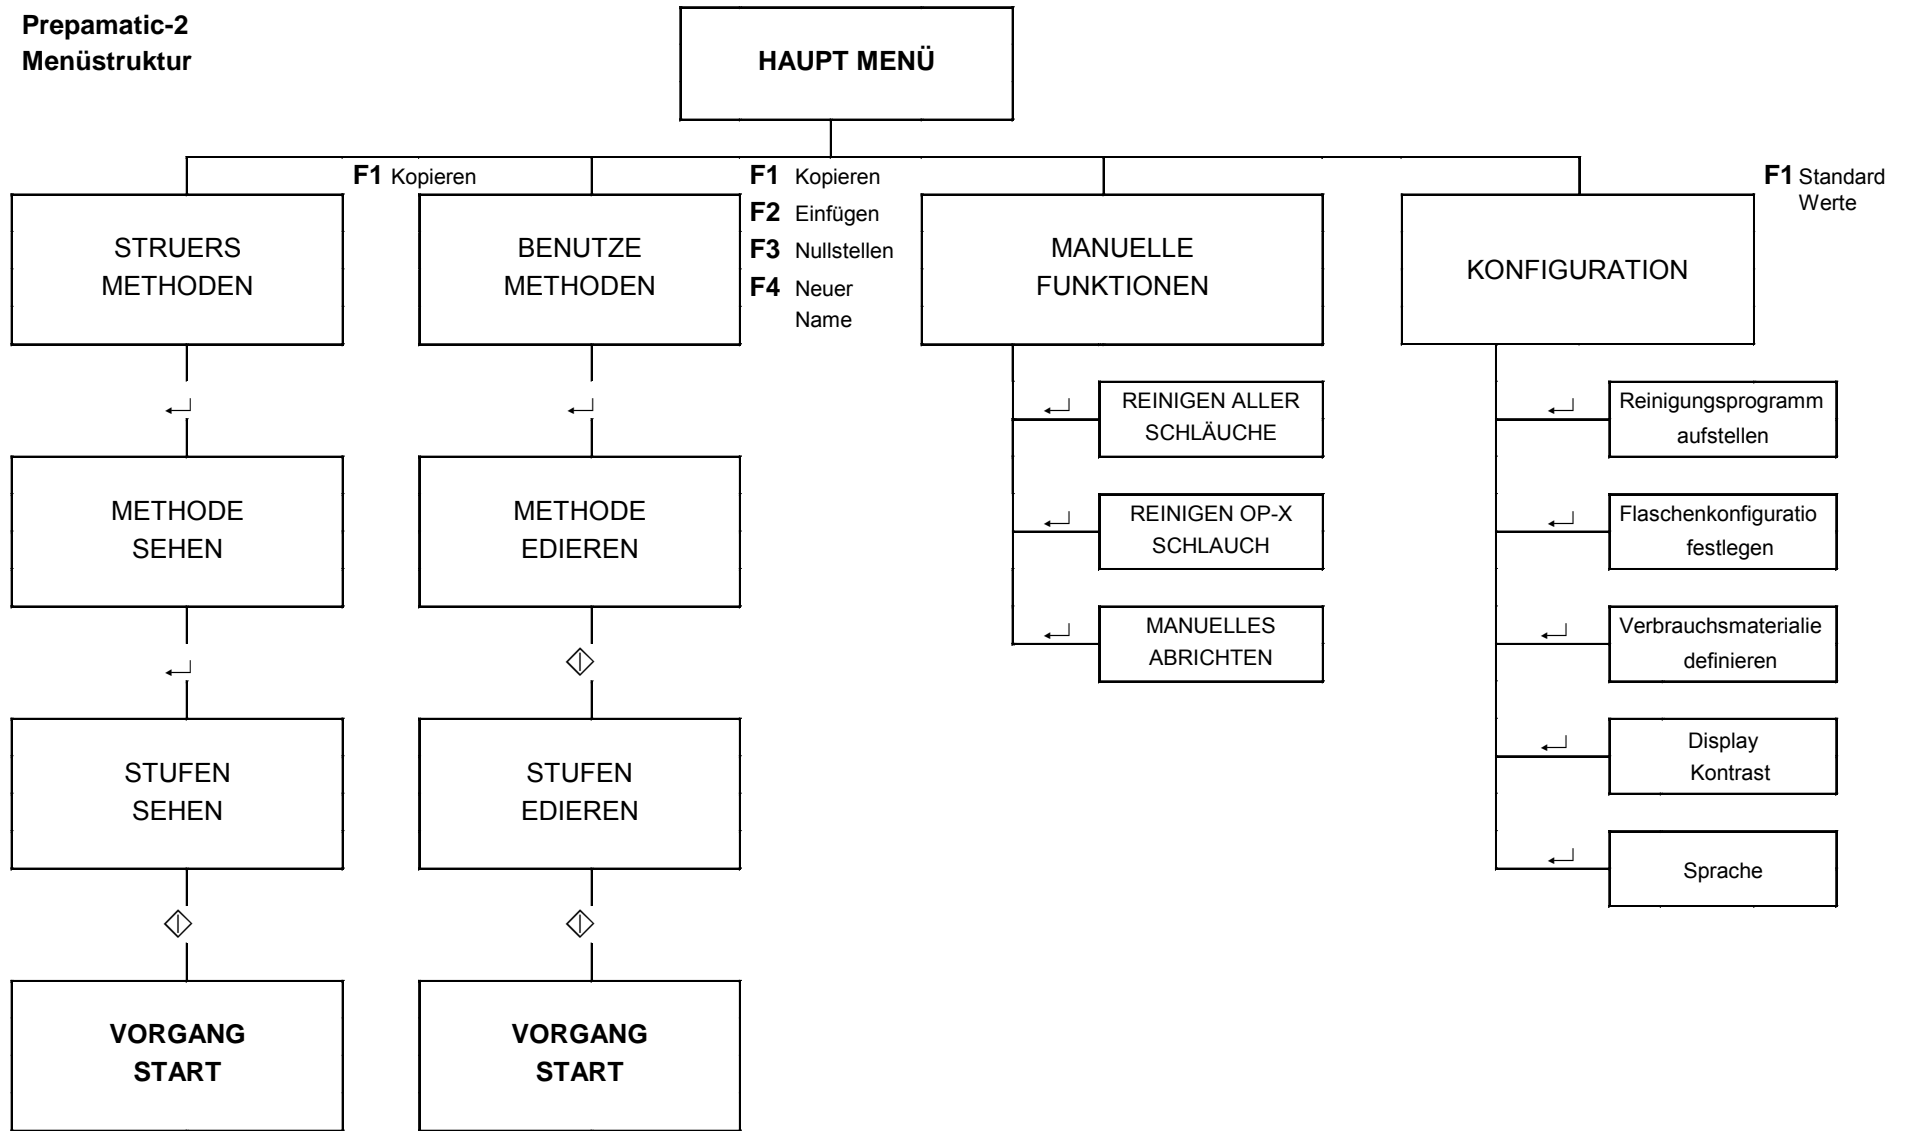 Prepamatic-2
Menüstruktur
HAUPT MENÜ
F1 Kopieren
STRUERS
METHODEN
BENUTZE
METHODEN
F1 Kopieren
F2 Einfügen
F3 Nullstellen
F4 Neuer
Name
MANUELLE
FUNKTIONEN
KONFIGURATION
F1 Standard
Werte
METHODE
SEHEN
STUFEN
SEHEN
VORGANG
START
METHODE
EDIEREN
STUFEN
EDIEREN
VORGANG
START
REINIGEN ALLER
SCHLÄUCHE
REINIGEN OP-X
SCHLAUCH
MANUELLES
ABRICHTEN
Reinigungsprogramm
aufstellen
Flaschenkonfiguratio
festlegen
Verbrauchsmaterialie
definieren
Display
Kontrast
Sprache